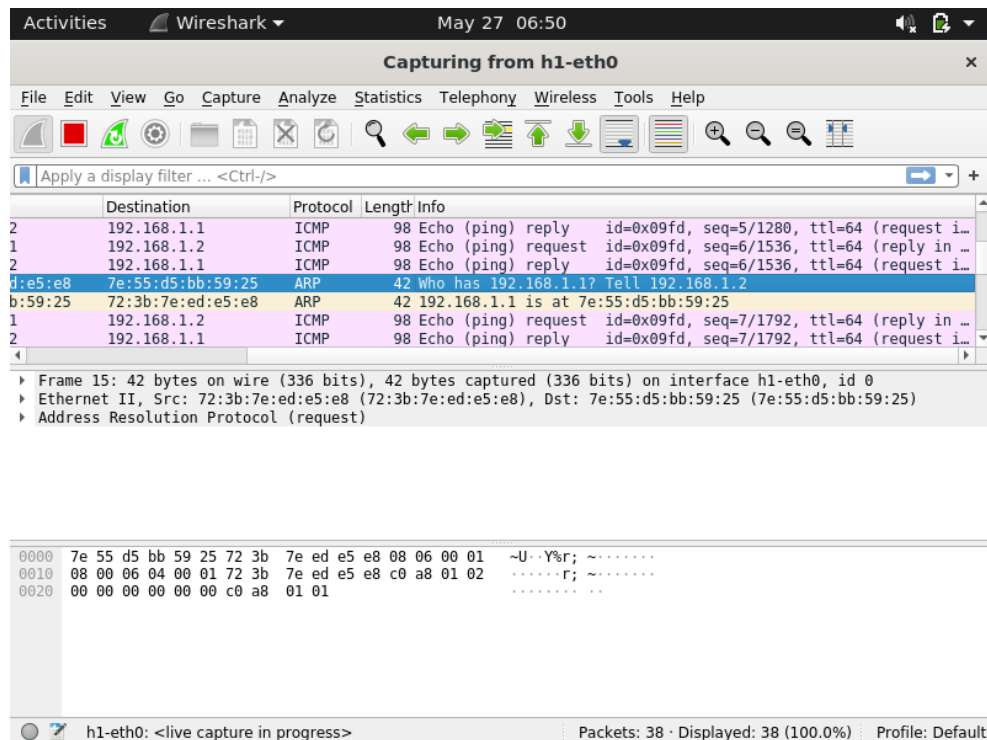 Activities Wireshark May 27 06:50
Capturing from h1-eth0 ×
File Edit View Go Capture Analyze Statistics Telephony Wireless Tools Help
Apply a display filter ... <Ctrl-/> +
Destination Protocol Length Info
2 192.168.1.1 ICMP 98 Echo (ping) reply id=0x09fd, seq=5/1280, ttl=64 (request i…
1 192.168.1.2 ICMP 98 Echo (ping) request id=0x09fd, seq=6/1536, ttl=64 (reply in …
2 192.168.1.1 ICMP 98 Echo (ping) reply id=0x09fd, seq=6/1536, ttl=64 (request i…
d:e5:e8 7e:55:d5:bb:59:25 ARP 42 Who has 192.168.1.1? Tell 192.168.1.2
b:59:25 72:3b:7e:ed:e5:e8 ARP 42 192.168.1.1 is at 7e:55:d5:bb:59:25
1 192.168.1.2 ICMP 98 Echo (ping) request id=0x09fd, seq=7/1792, ttl=64 (reply in …
2 192.168.1.1 ICMP 98 Echo (ping) reply id=0x09fd, seq=7/1792, ttl=64 (request i…
Frame 15: 42 bytes on wire (336 bits), 42 bytes captured (336 bits) on interface h1-eth0, id 0
Ethernet II, Src: 72:3b:7e:ed:e5:e8 (72:3b:7e:ed:e5:e8), Dst: 7e:55:d5:bb:59:25 (7e:55:d5:bb:59:25)
Address Resolution Protocol (request)
0000 7e 55 d5 bb 59 25 72 3b 7e ed e5 e8 08 06 00 01 ~U··Y%r; ~·······
0010 08 00 06 04 00 01 72 3b 7e ed e5 e8 c0 a8 01 02 ······r; ~·······
0020 00 00 00 00 00 00 c0 a8 01 01 ········ ··
h1-eth0: <live capture in progress> Packets: 38 · Displayed: 38 (100.0%) Profile: Default